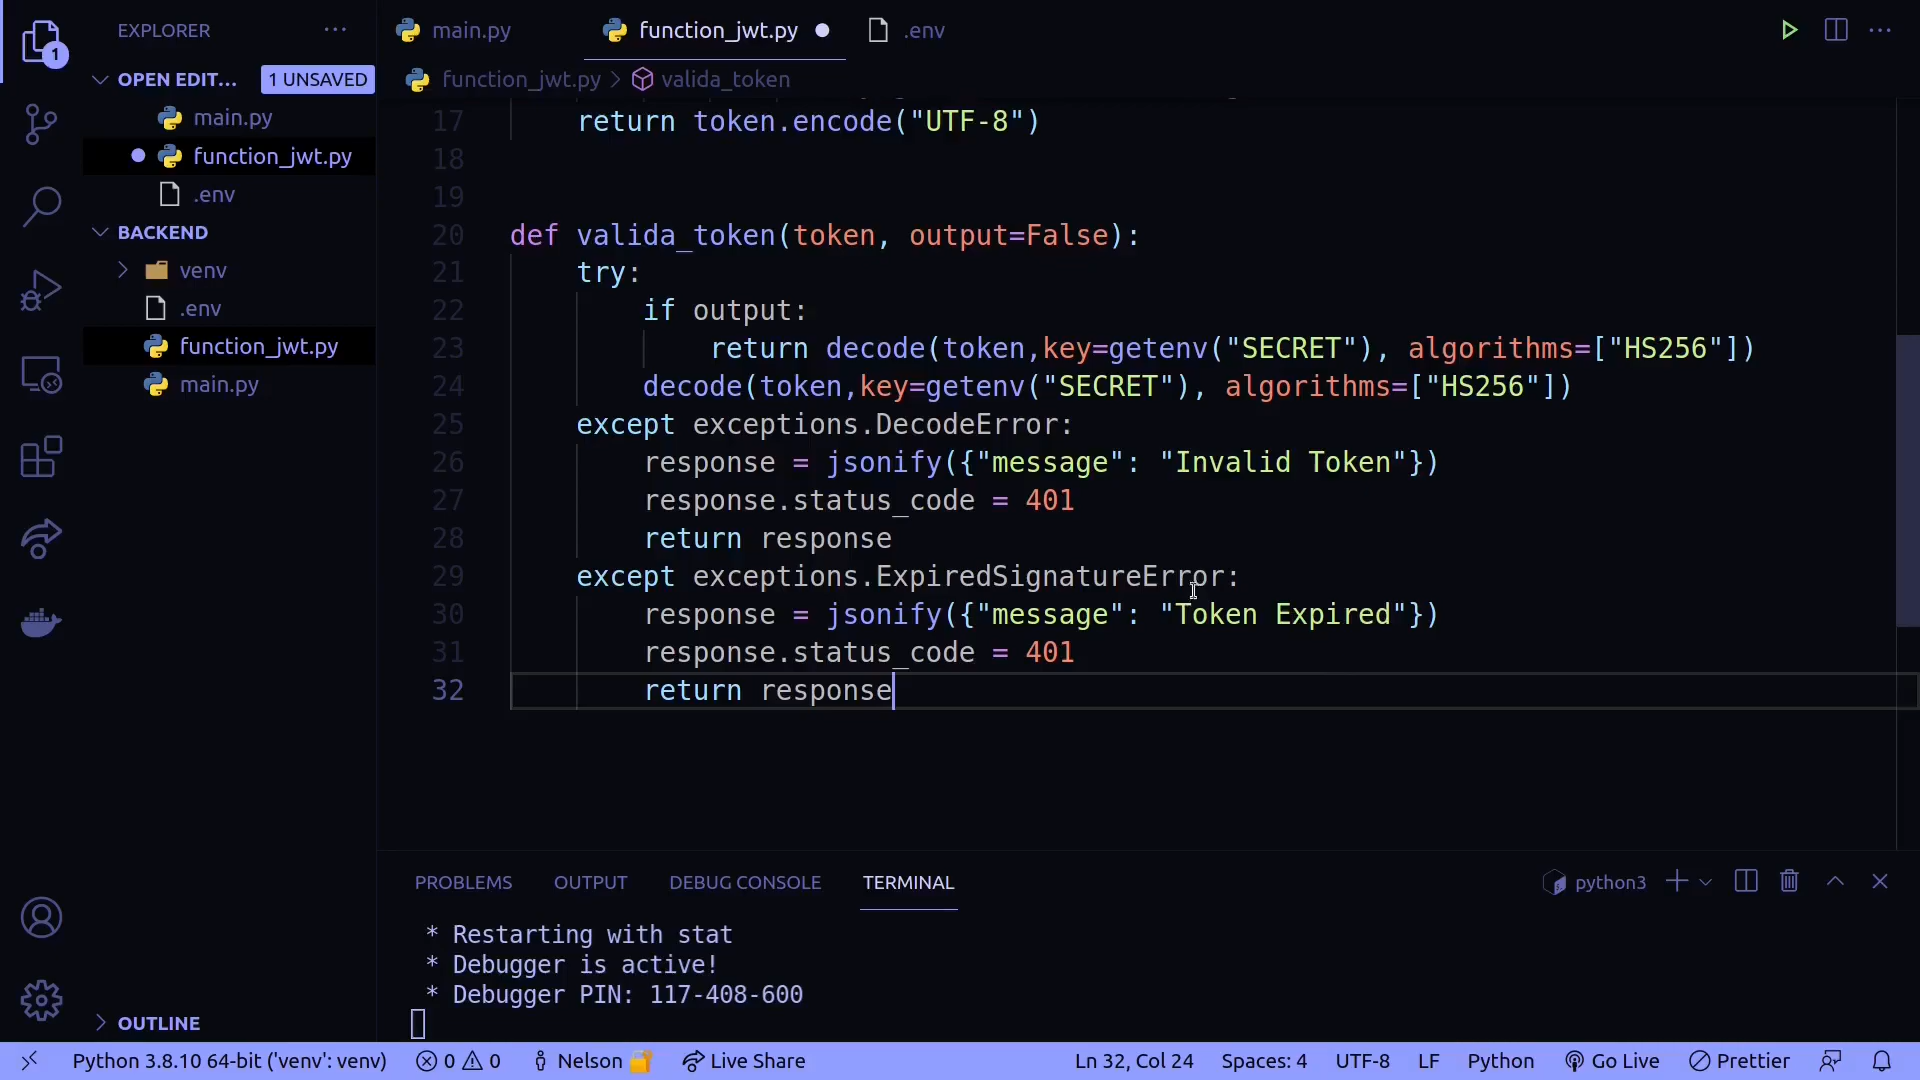 EXPLORER
main.py
function_jwt.py
.env
OPEN EDIT...
1 UNSAVED
function_jwt.py > valida_token
main.py
function_jwt.py
.env
BACKEND
venv
.env
function_jwt.py
main.py
17 return token.encode("UTF-8")
18
19
20 def valida_token(token, output=False):
21 try:
22 if output:
23 return decode(token,key=getenv("SECRET"), algorithms=["HS256"])
24 decode(token,key=getenv("SECRET"), algorithms=["HS256"])
25 except exceptions.DecodeError:
26 response = jsonify({"message": "Invalid Token"})
27 response.status_code = 401
28 return response
29 except exceptions.ExpiredSignatureError:
30 response = jsonify({"message": "Token Expired"})
31 response.status_code = 401
32 return response
1
PROBLEMS OUTPUT DEBUG CONSOLE TERMINAL
python3
* Restarting with stat
* Debugger is active!
* Debugger PIN: 117-408-600
OUTLINE
Python 3.8.10 64-bit ('venv': venv) 0 0 Nelson Live Share Ln 32, Col 24 Spaces: 4 UTF-8 LF Python Go Live Prettier